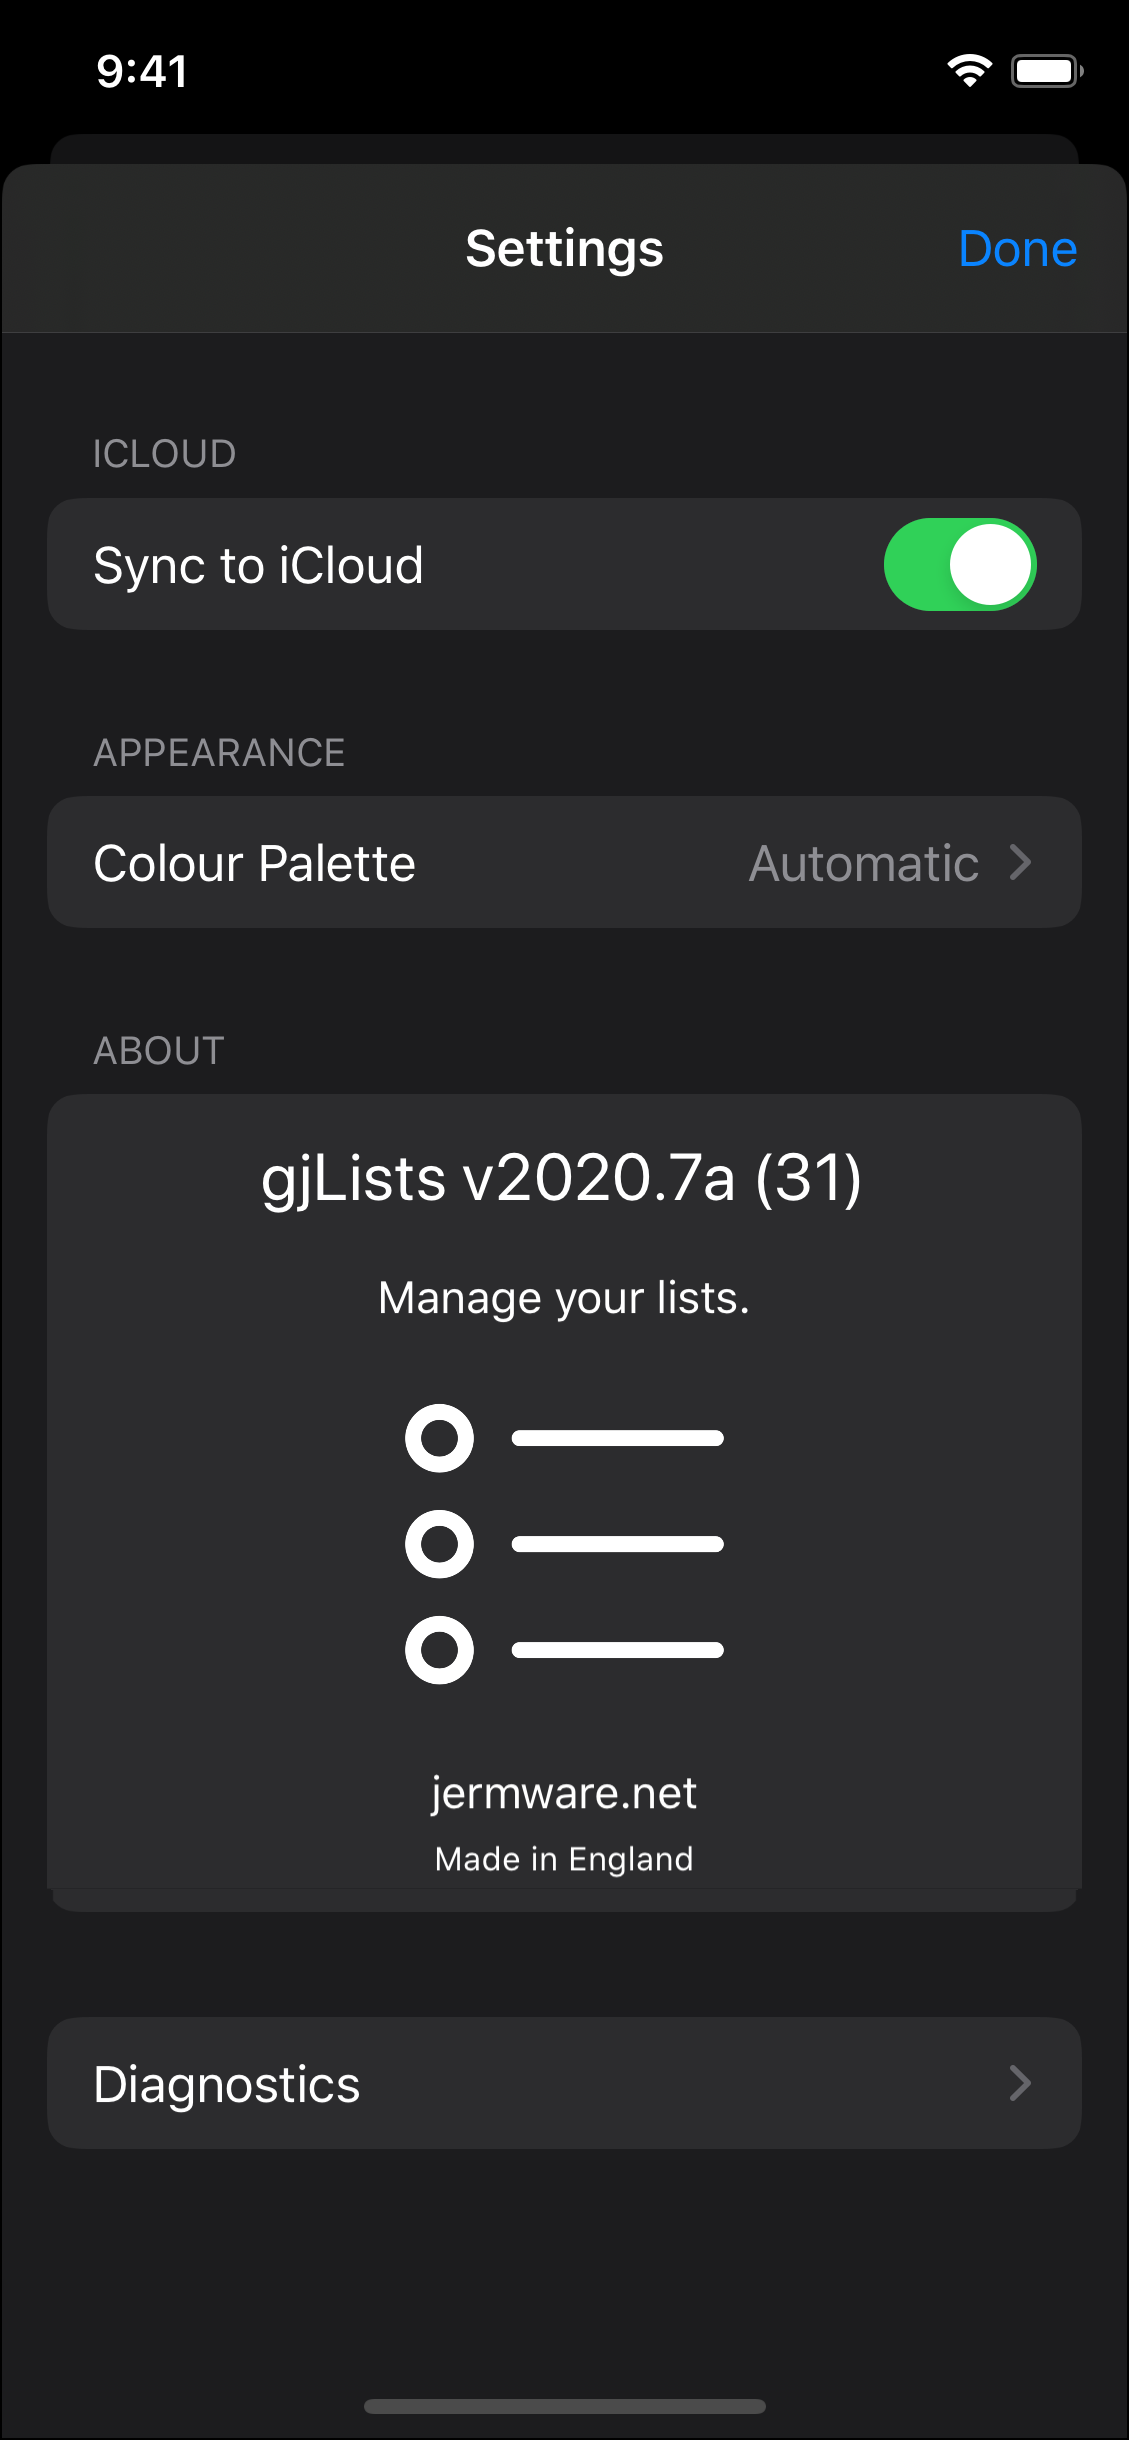 9:41
Settings
Done
ICLOUD
Sync to iCloud
APPEARANCE
Colour Palette
Automatic
ABOUT
gjLists v2020.7a (31)
Manage your lists.
jermware.net
Made in England
Diagnostics